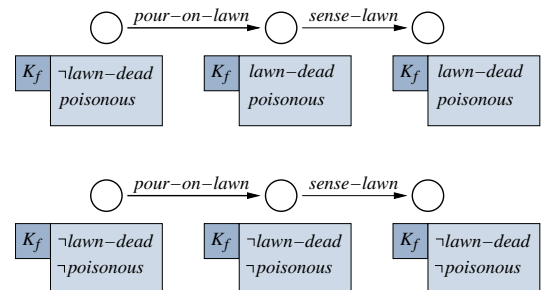 pour−on−lawn sense−lawn
K_f ¬lawn−dead K_f lawn−dead K_f lawn−dead
poisonous poisonous poisonous
pour−on−lawn sense−lawn
K_f ¬lawn−dead K_f ¬lawn−dead K_f ¬lawn−dead
¬poisonous ¬poisonous ¬poisonous